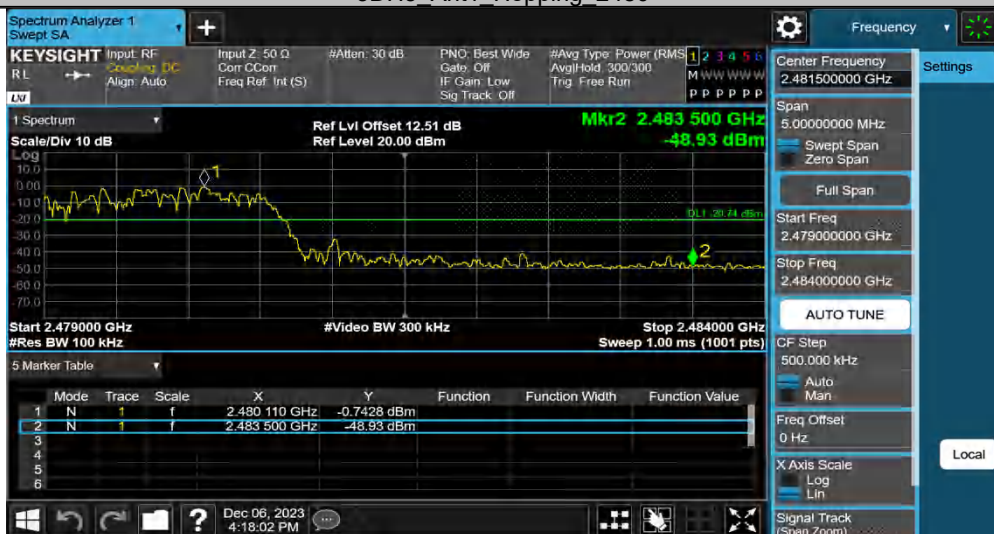 Spectrum Analyzer 1
Swept SA
+
Frequency
KEYSIGHT
RL
LXI
Input: RF
Coupling: DC
Align: Auto
Input Z: 50 Ω
Corr CCorr
Freq Ref: Int (S)
#Atten: 30 dB
PNO: Best Wide
Gate: Off
IF Gain: Low
Sig Track: Off
#Avg Type: Power (RMS
Avg|Hold: 300/300
Trig: Free Run
1 2 3 4 5 6
M W W W W W
P P P P P P
1 Spectrum
Scale/Div 10 dB
Log
Ref Lvl Offset 12.51 dB
Ref Level 20.00 dBm
Mkr2 2.483 500 GHz
-48.93 dBm
10.0
0.00
-10.0
-20.0
-30.0
-40.0
-50.0
-60.0
-70.0
1
DL1 -20.74 dBm
2
Start 2.479000 GHz
#Res BW 100 kHz
#Video BW 300 kHz
Stop 2.484000 GHz
Sweep 1.00 ms (1001 pts)
5 Marker Table
Mode Trace Scale X Y Function Function Width Function Value
1 N 1 f 2.480 110 GHz -0.7428 dBm
2 N 1 f 2.483 500 GHz -48.93 dBm
3
4
5
6
?
Dec 06, 2023
4:18:02 PM
Center Frequency
2.481500000 GHz
Settings
Span
5.00000000 MHz
Swept Span
Zero Span
Full Span
Start Freq
2.479000000 GHz
Stop Freq
2.484000000 GHz
AUTO TUNE
CF Step
500.000 kHz
Auto
Man
Freq Offset
0 Hz
Local
X Axis Scale
Log
Lin
Signal Track
(Span Zoom)